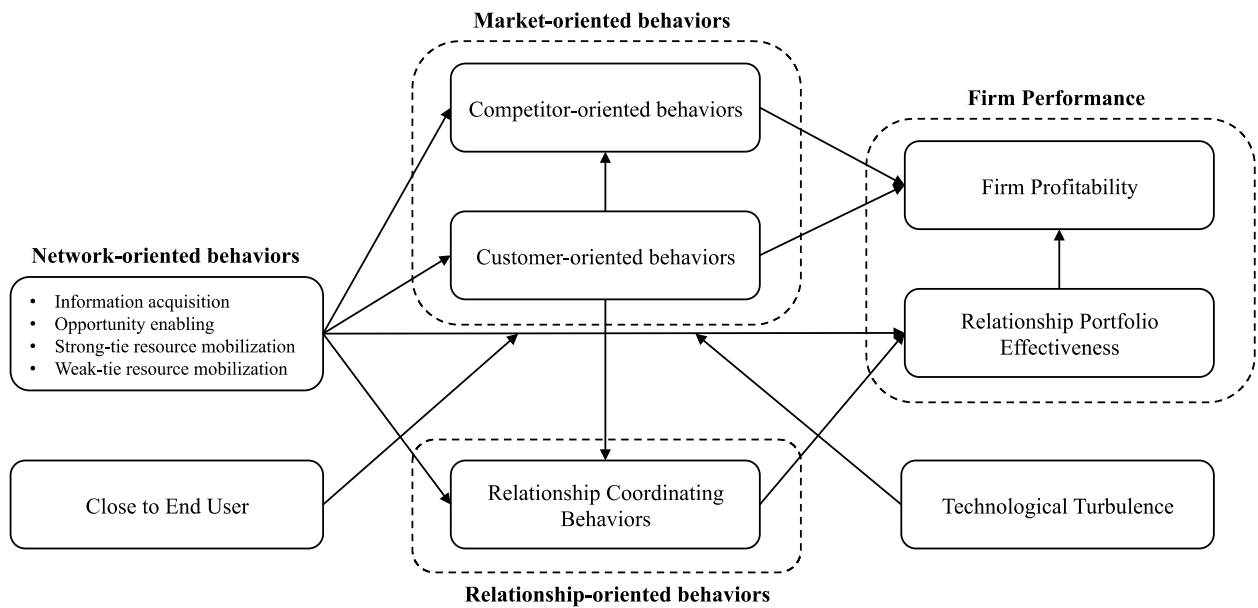 Market-oriented behaviors
Competitor-oriented behaviors
Customer-oriented behaviors
Firm Performance
Firm Profitability
Relationship Portfolio
Effectiveness
Network-oriented behaviors
• Information acquisition
• Opportunity enabling
• Strong-tie resource mobilization
• Weak-tie resource mobilization
Close to End User
Relationship Coordinating
Behaviors
Technological Turbulence
Relationship-oriented behaviors